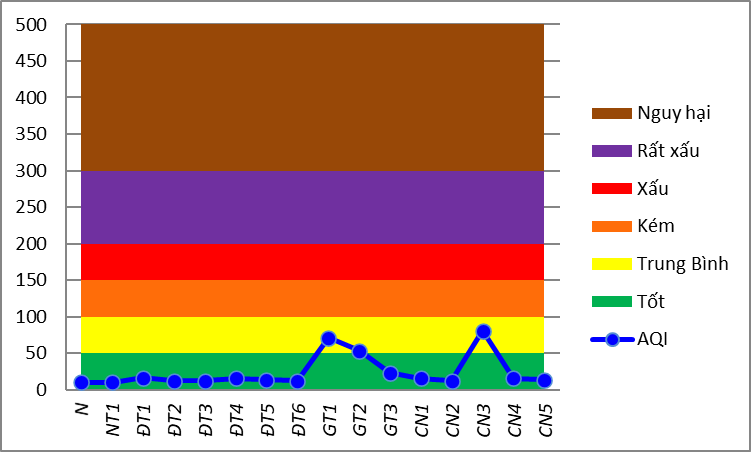 500
450
400
350
300
250
200
150
100
50
0
N NT1 ĐT1 ĐT2 ĐT3 ĐT4 ĐT5 ĐT6 GT1 GT2 GT3 CN1 CN2 CN3 CN4 CN5
Nguy hại
Rất xấu
Xấu
Kém
Trung Bình
Tốt
AQI